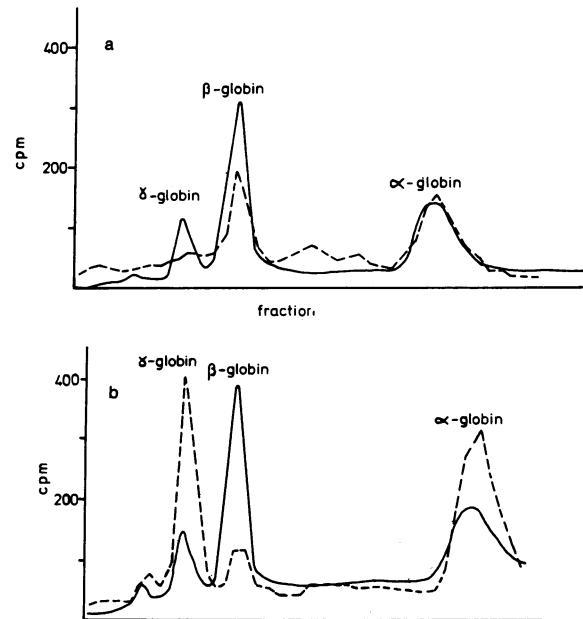 400
a
β-globin
cpm
200
ɣ-globin
∝-globin
fraction
ɣ-globin
β-globin
400
b
∝-globin
cpm
200